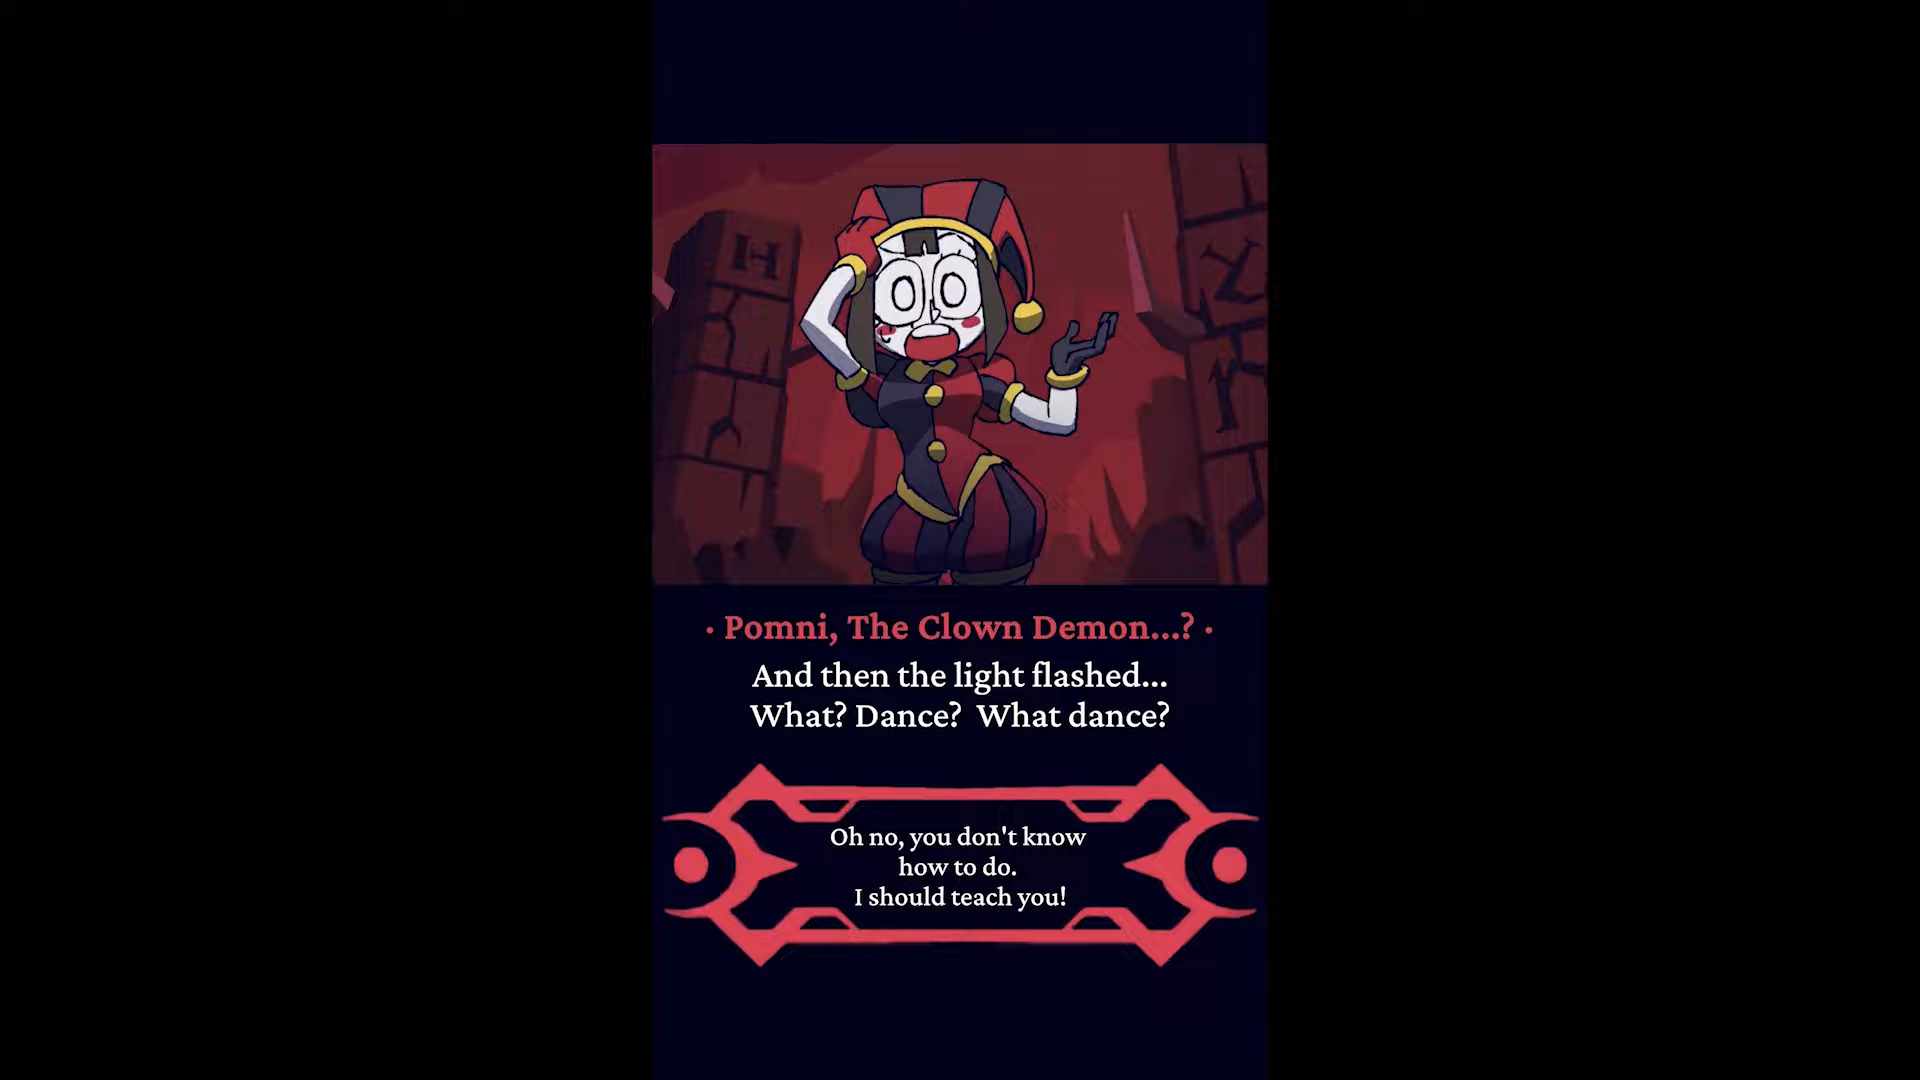 H
· Pomni, The Clown Demon...? ·
And then the light flashed...
What? Dance?  What dance?
Oh no, you don't know
how to do.
I should teach you!